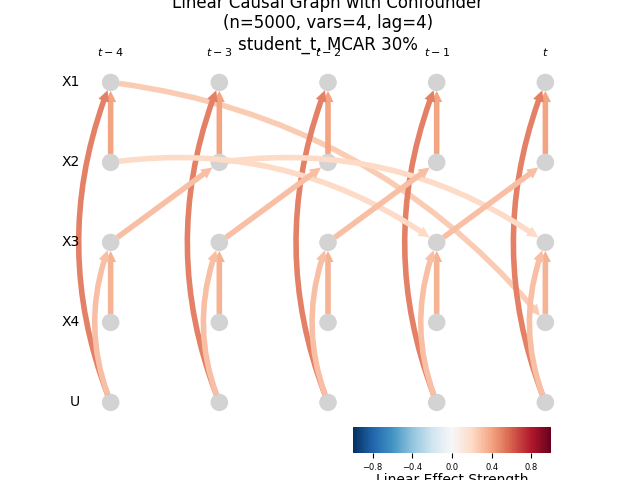 Linear Causal Graph with Confounder
(n=5000, vars=4, lag=4)
student_t, MCAR 30%
t − 4 t − 3 t − 2 t − 1 t
X1
X2
X3
X4
U
−0.8 −0.4 0.0 0.4 0.8
Linear Effect Strength